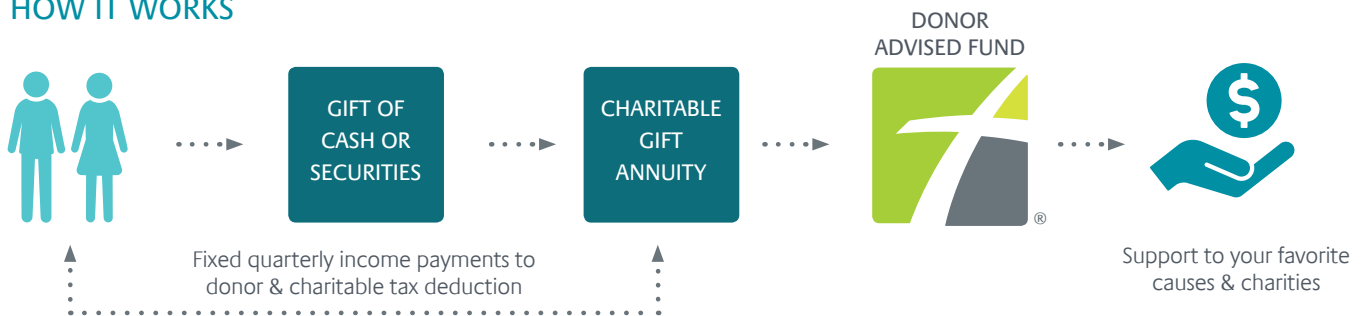 HOW IT WORKS
DONOR
ADVISED FUND
GIFT OF
CASH OR
SECURITIES
CHARITABLE
GIFT
ANNUITY
$
®
Fixed quarterly income payments to
donor & charitable tax deduction
Support to your favorite
causes & charities